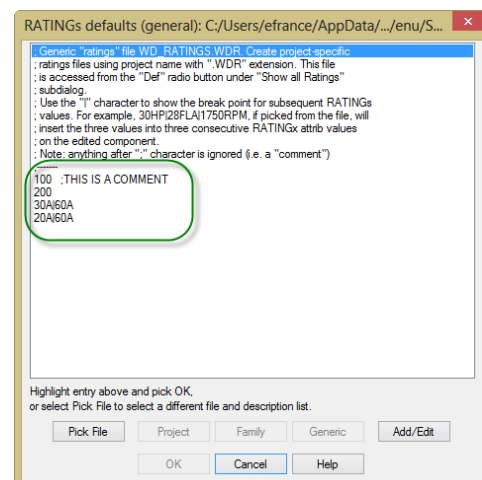 RATINGs defaults (general): C:/Users/efrance/AppData/.../enu/S...
; Generic "ratings" file WD_RATINGS.WDR. Create project-specific
; ratings files using project name with ".WDR" extension. This file
; is accessed from the "Def" radio button under "Show all Ratings"
; subdialog.
; Use the "|" character to show the break point for subsequent RATINGs
; values. For example, 30HP|28FLA|1750RPM, if picked from the file, will
; insert the three values into three consecutive RATINGx attrib values
; on the edited component.
; Note: anything after ";" character is ignored (i.e. a "comment")
;-------
100 ;THIS IS A COMMENT
200
30A|60A
20A|60A
Highlight entry above and pick OK,
or select Pick File to select a different file and description list.
Pick File Project Family Generic Add/Edit
OK Cancel Help